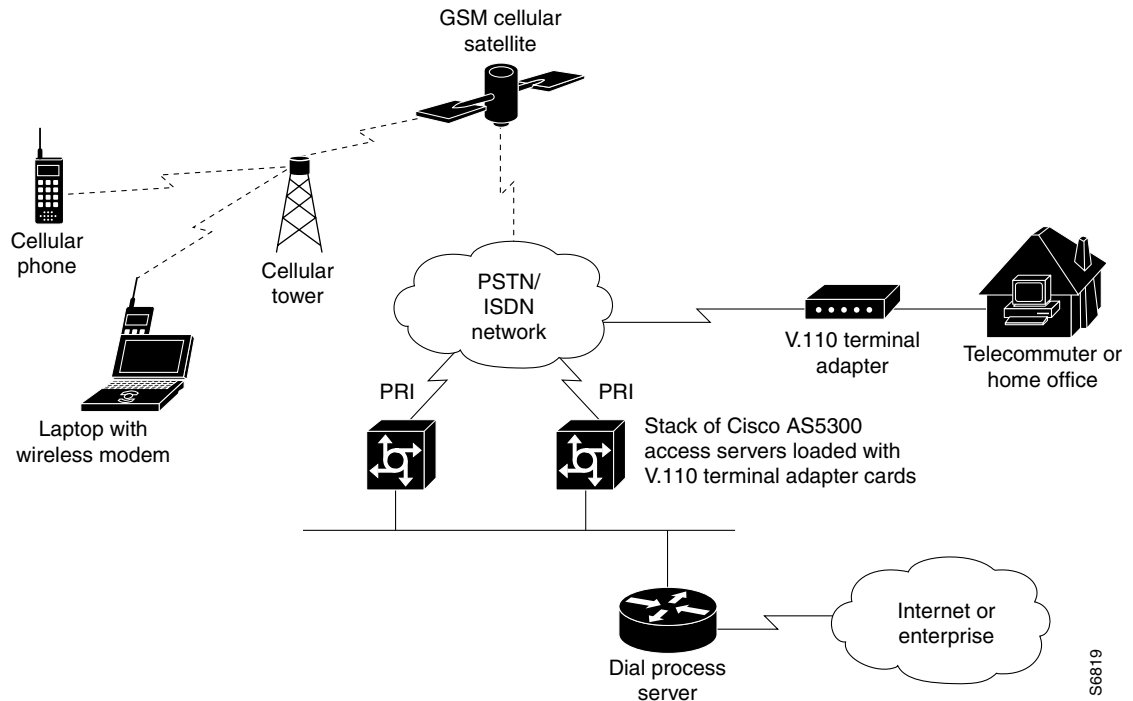 GSM cellular
satellite
Cellular
phone
Cellular
tower
PSTN/
ISDN
network
V.110 terminal
adapter
Telecommuter or
home office
Laptop with
wireless modem
PRI
PRI
Stack of Cisco AS5300
access servers loaded with
V.110 terminal adapter cards
Internet or
enterprise
Dial process
server
S6819